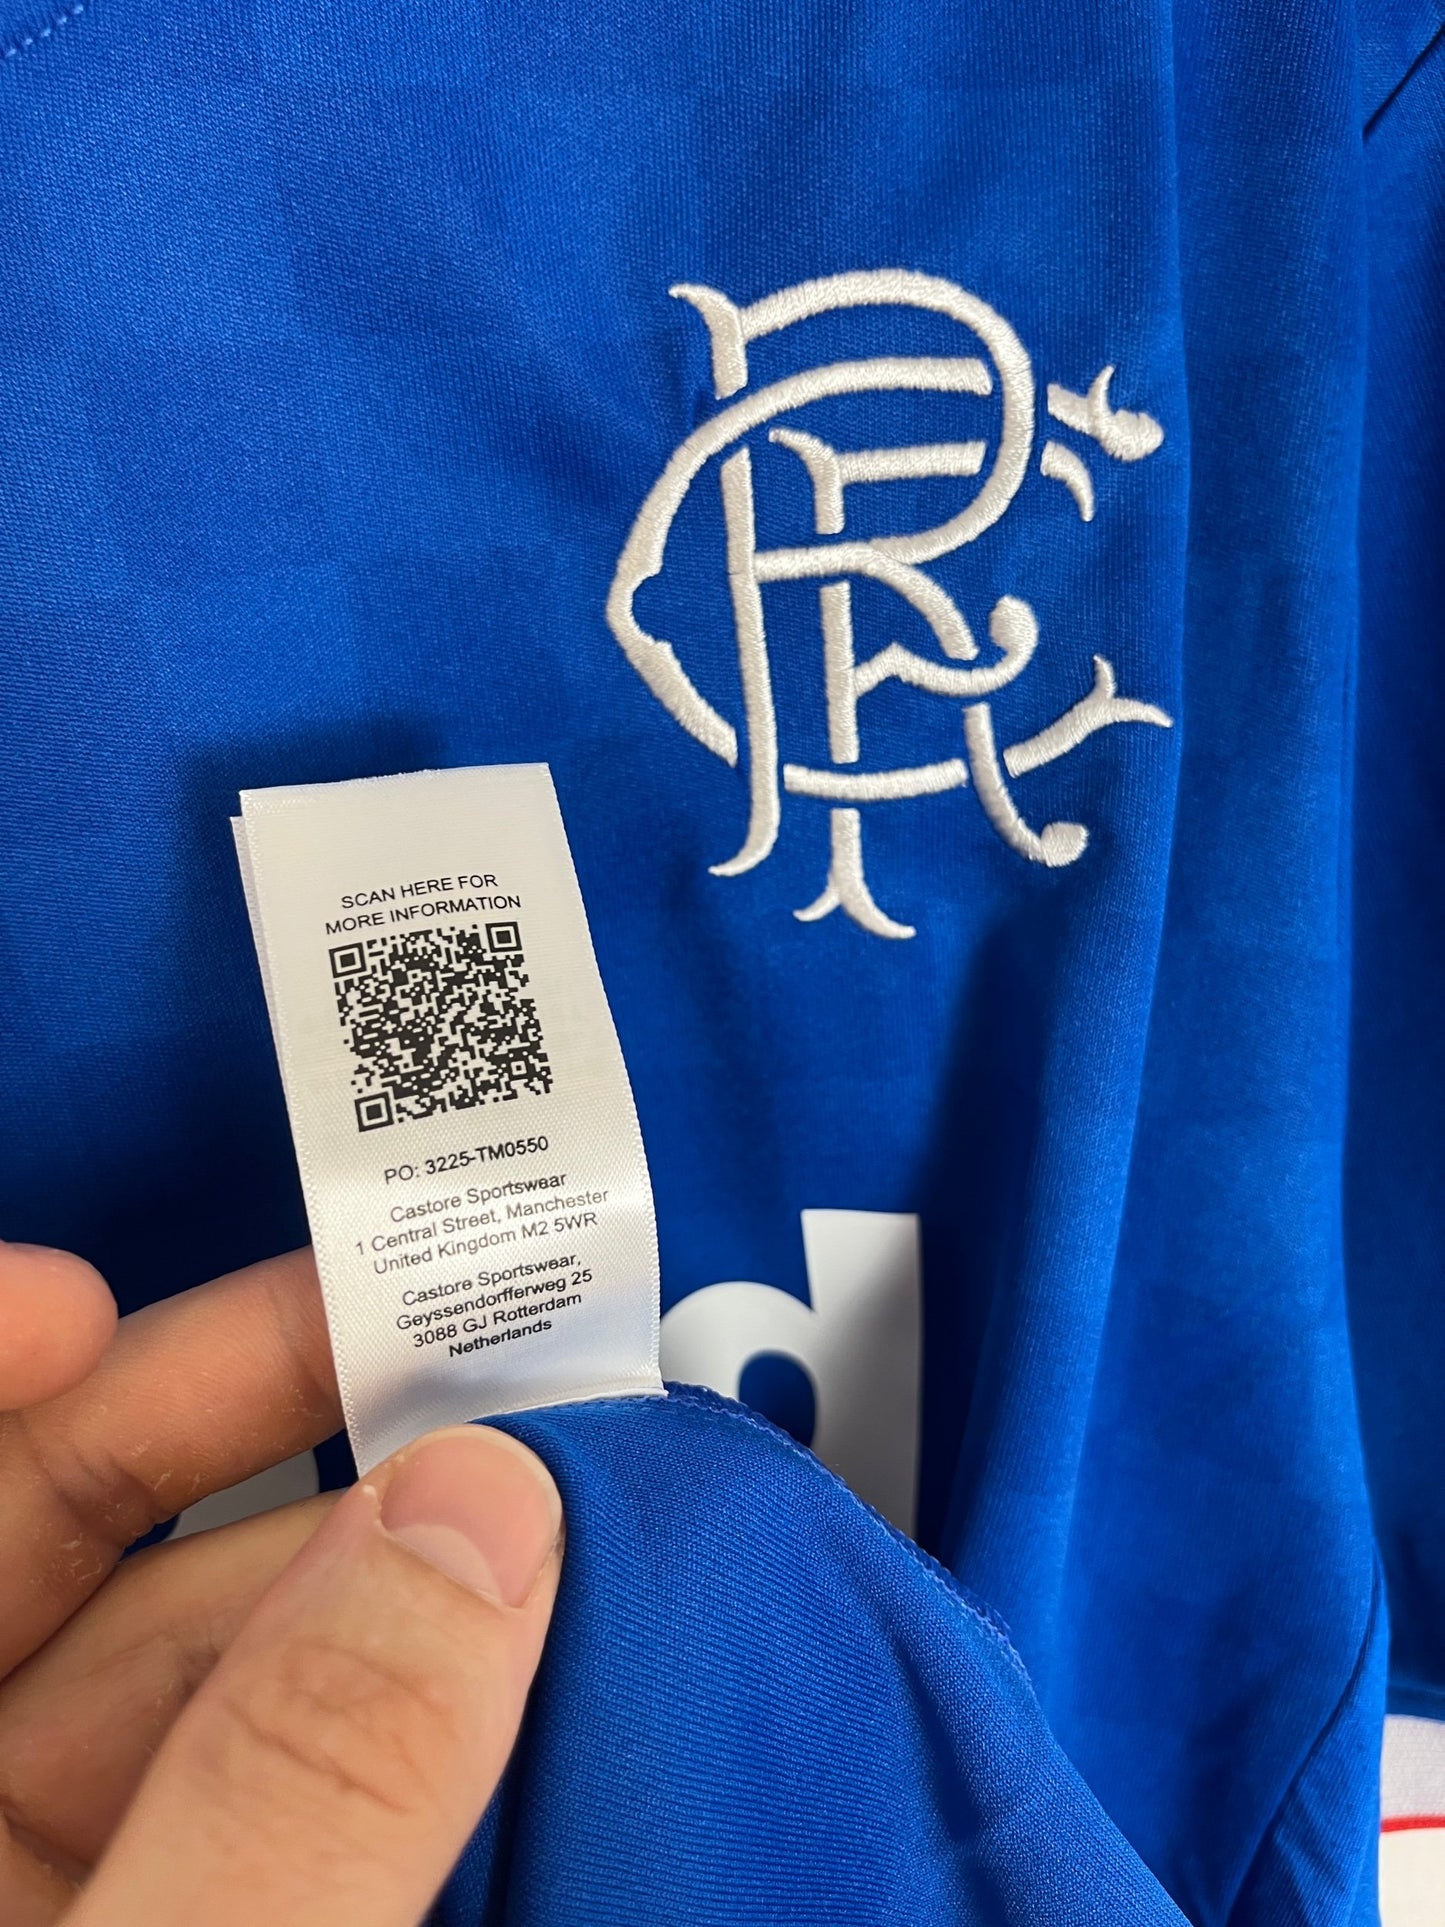 SCAN HERE FOR
MORE INFORMATION
PO: 3225-TM0550
Castore Sportswear
1 Central Street, Manchester
United Kingdom M2 5WR
Castore Sportswear,
Geyssendorfferweg 25
3088 GJ Rotterdam
Netherlands
RFC
d